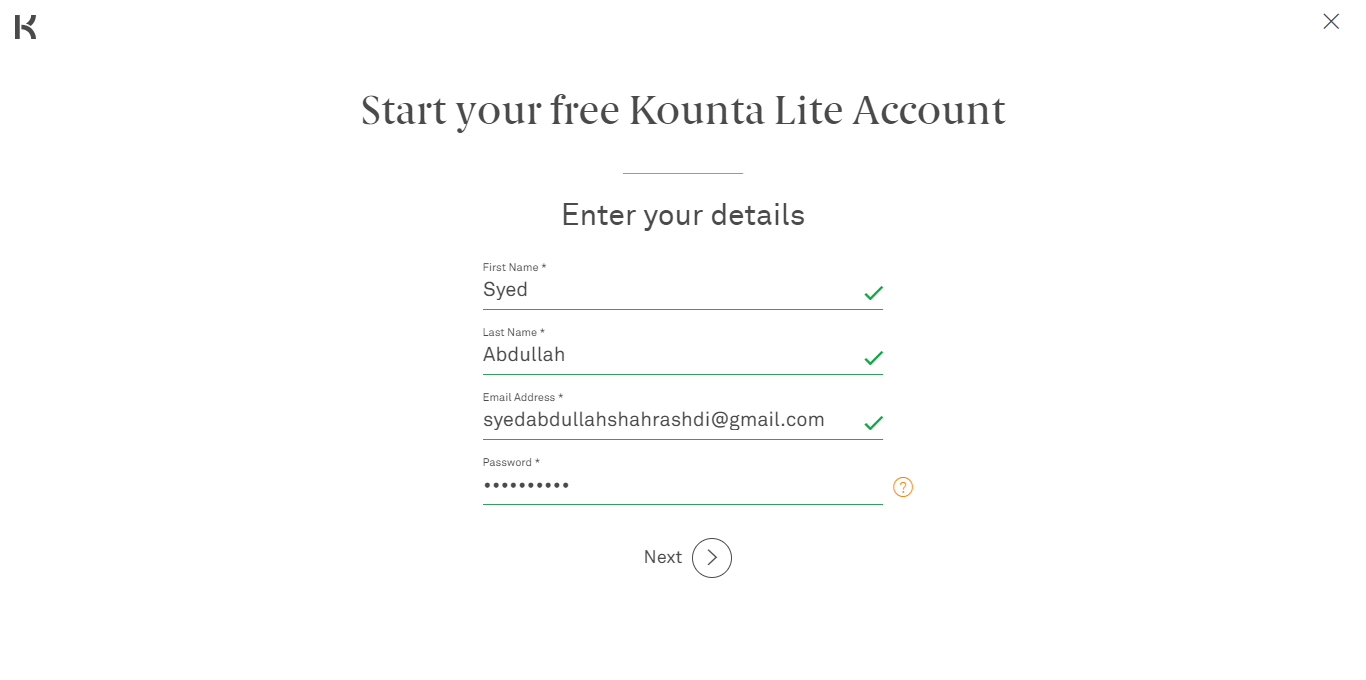 Start your free Kounta Lite Account
Enter your details
First Name *
Syed
Last Name *
Abdullah
Email Address *
syedabdullahshahrashdi@gmail.com
Password *
••••••••••
?
Next